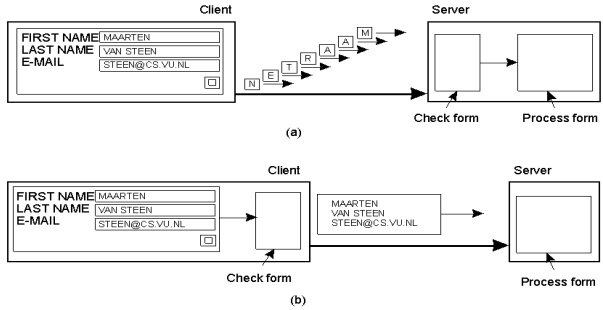 Client
Server
FIRST NAME MAARTEN
LAST NAME VAN STEEN
E-MAIL STEEN@CS.VU.NL
N E T R A A M
Check form
Process form
(a)
Client
Server
FIRST NAME MAARTEN
LAST NAME VAN STEEN
E-MAIL STEEN@CS.VU.NL
MAARTEN
VAN STEEN
STEEN@CS.VU.NL
Check form
Process form
(b)